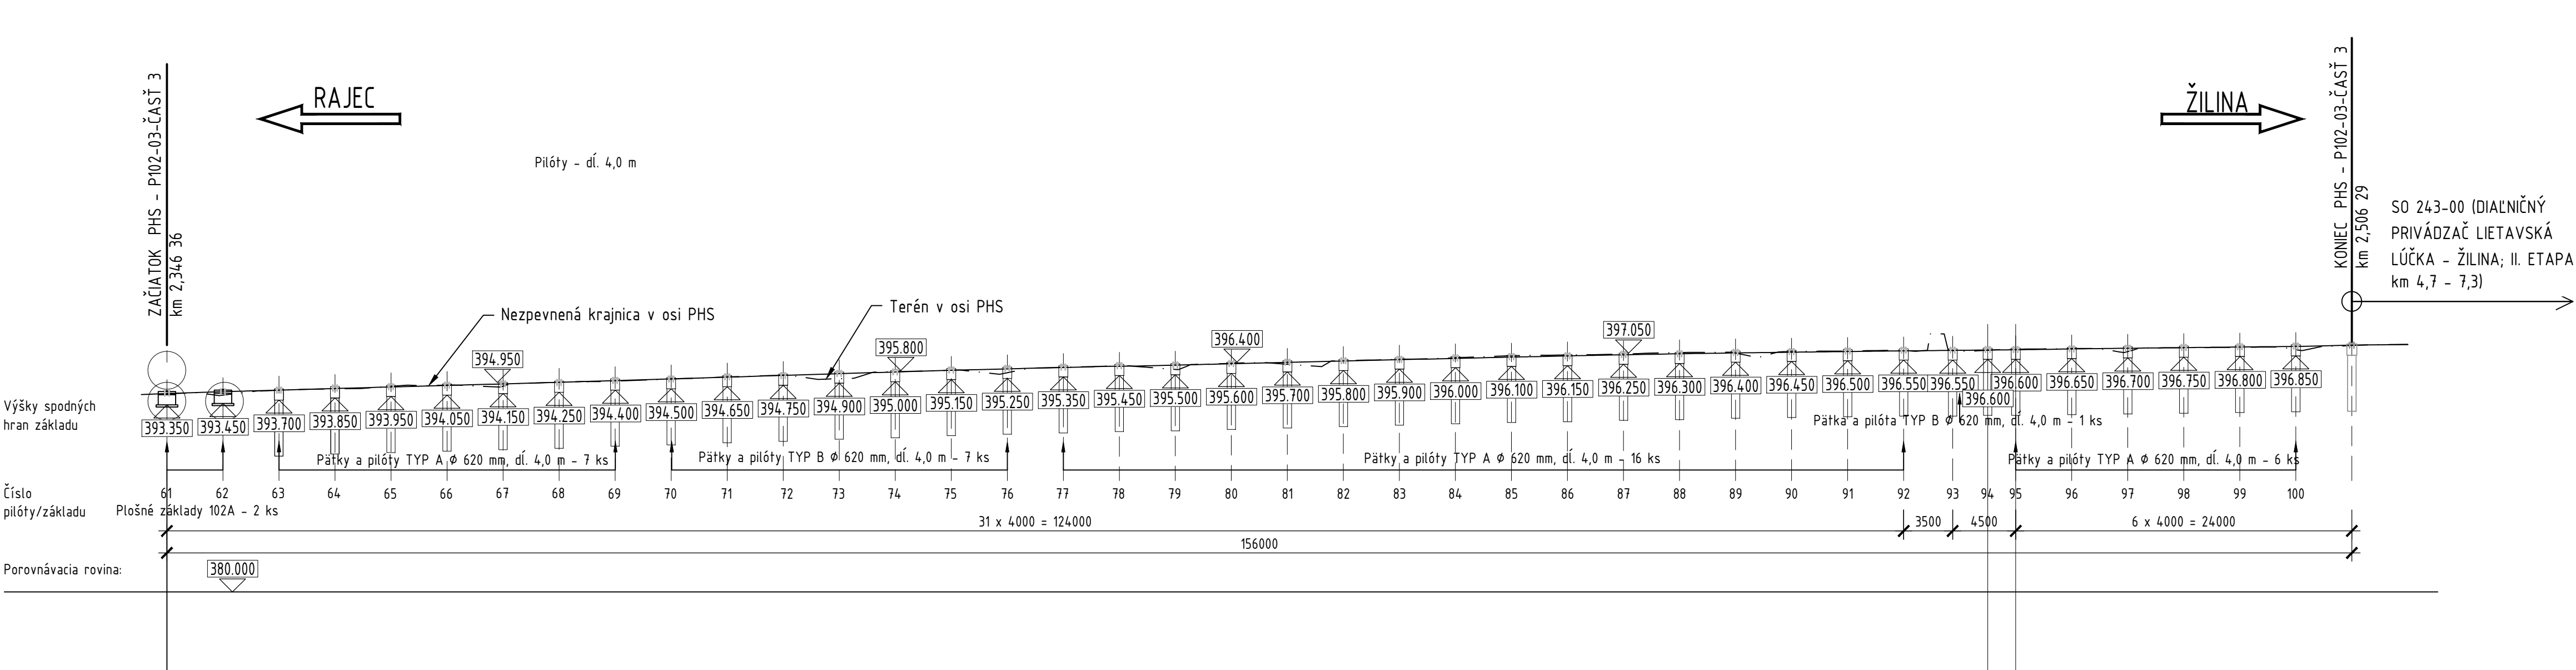 ZAČIATOK PHS - P102-03-ČASŤ 3
km 2,346 36
RAJEC
Pilóty - dĺ. 4,0 m
ŽILINA
KONIEC PHS - P102-03-ČASŤ 3
km 2,506 29
SO 243-00 (DIAĽNIČNÝ
PRIVÁDZAČ LIETAVSKÁ
LÚČKA - ŽILINA; II. ETAPA
km 4,7 - 7,3)
Nezpevnená krajnica v osi PHS
Terén v osi PHS
394.950
395.800
396.400
397.050
Výšky spodných
hran základu
393.350 393.450 393.700 393.850 393.950 394.050 394.150 394.250 394.400 394.500 394.650 394.750 394.900 395.000 395.150 395.250 395.350 395.450 395.500 395.600 395.700 395.800 395.900 396.000 396.100 396.150 396.250 396.300 396.400 396.450 396.500 396.550 396.550 396.600 396.650 396.700 396.750 396.800 396.850
396.600
Pätka a pilóta TYP B Ø 620 mm, dĺ. 4,0 m - 1 ks
Pätky a pilóty TYP A Ø 620 mm, dĺ. 4,0 m - 7 ks
Pätky a pilóty TYP B Ø 620 mm, dĺ. 4,0 m - 7 ks
Pätky a pilóty TYP A Ø 620 mm, dĺ. 4,0 m - 16 ks
Pätky a pilóty TYP A Ø 620 mm, dĺ. 4,0 m - 6 ks
Číslo
pilóty/základu
61 62 63 64 65 66 67 68 69 70 71 72 73 74 75 76 77 78 79 80 81 82 83 84 85 86 87 88 89 90 91 92 93 94 95 96 97 98 99 100
Plošné základy 102A - 2 ks
31 x 4000 = 124000
3500
4500
6 x 4000 = 24000
156000
Porovnávacia rovina:
380.000